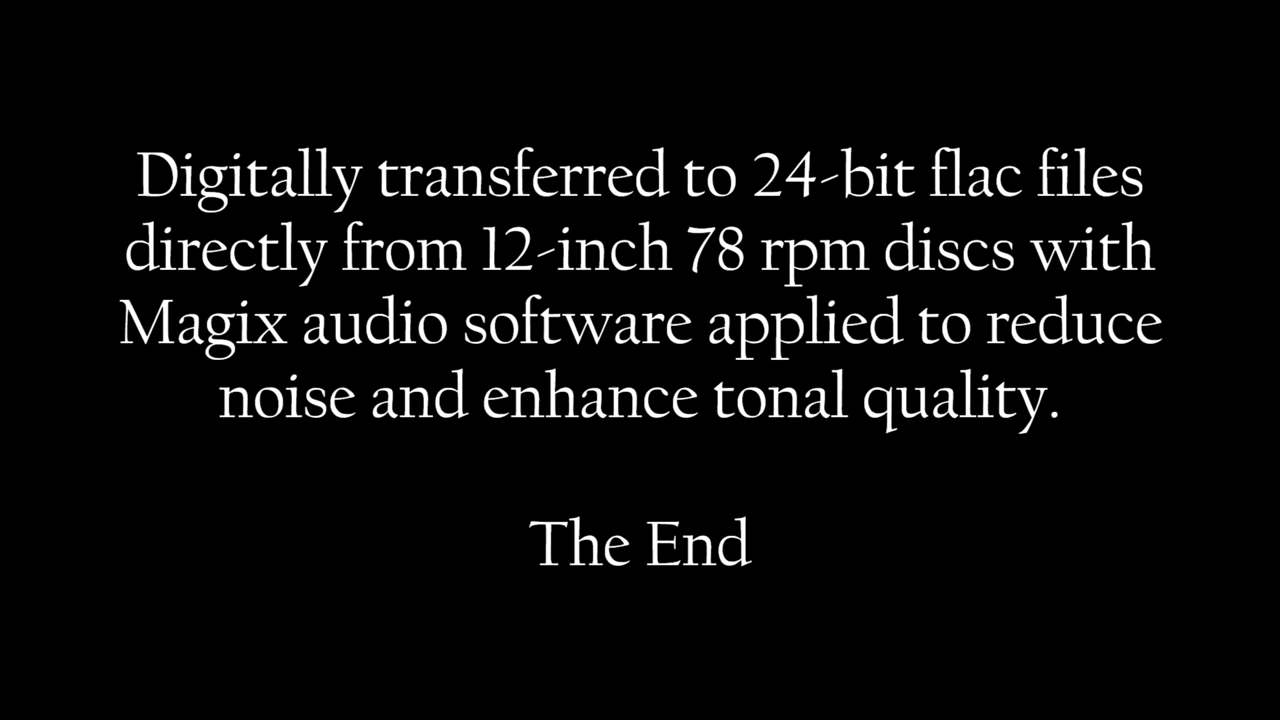 Digitally transferred to 24-bit flac files
directly from 12-inch 78 rpm discs with
Magix audio software applied to reduce
noise and enhance tonal quality.
The End